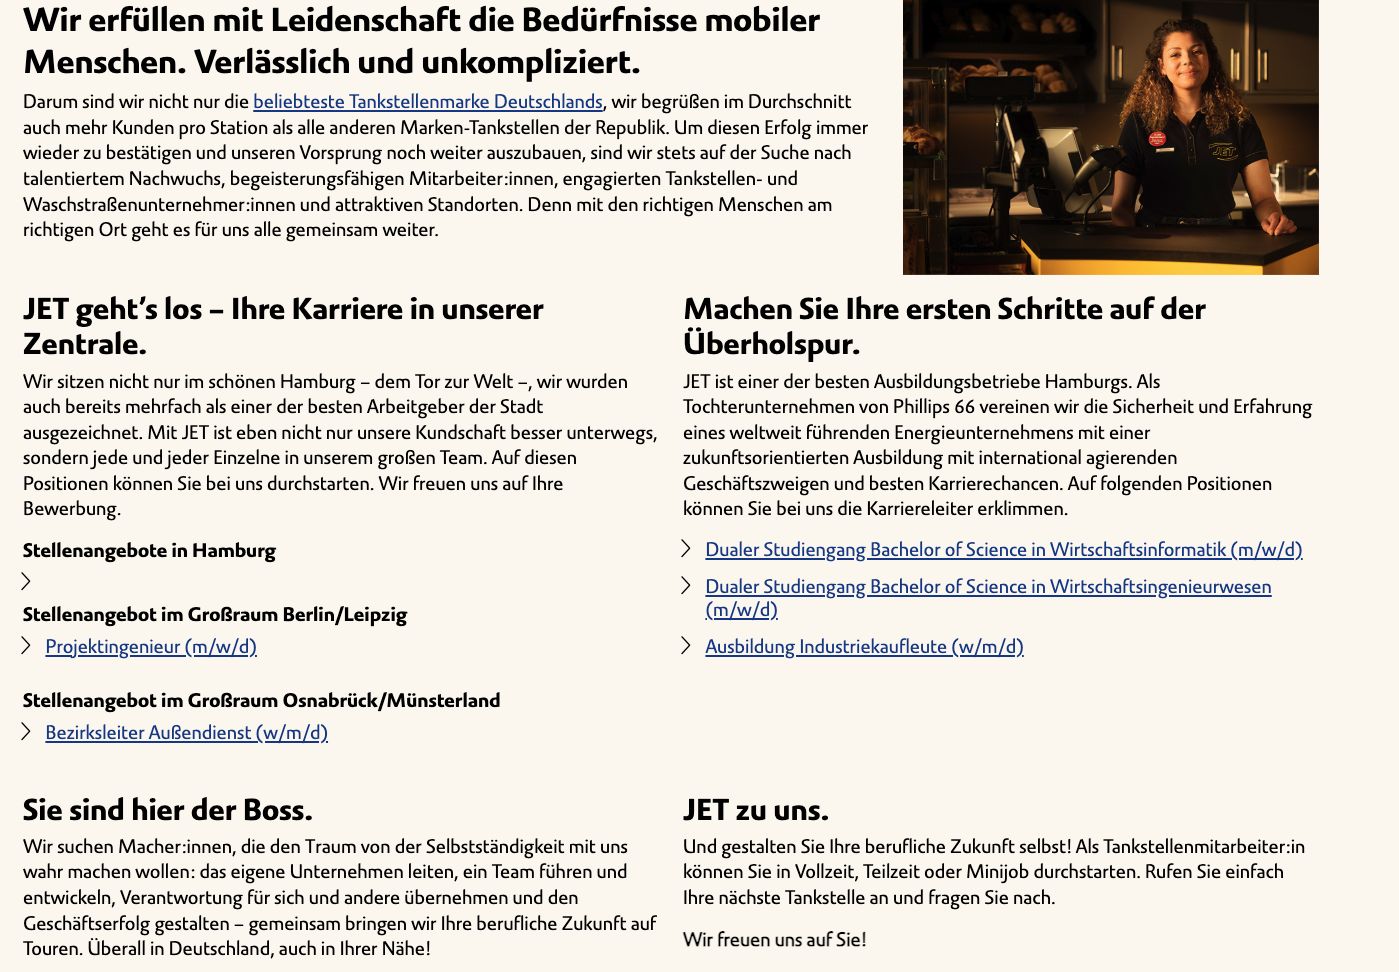 Wir erfüllen mit Leidenschaft die Bedürfnisse mobiler
Menschen. Verlässlich und unkompliziert.
Darum sind wir nicht nur die beliebteste Tankstellenmarke Deutschlands, wir begrüßen im Durchschnitt
auch mehr Kunden pro Station als alle anderen Marken-Tankstellen der Republik. Um diesen Erfolg immer
wieder zu bestätigen und unseren Vorsprung noch weiter auszubauen, sind wir stets auf der Suche nach
talentiertem Nachwuchs, begeisterungsfähigen Mitarbeiter:innen, engagierten Tankstellen- und
Waschstraßenunternehmer:innen und attraktiven Standorten. Denn mit den richtigen Menschen am
richtigen Ort geht es für uns alle gemeinsam weiter.
JET
JET geht’s los – Ihre Karriere in unserer
Zentrale.
Wir sitzen nicht nur im schönen Hamburg – dem Tor zur Welt –, wir wurden
auch bereits mehrfach als einer der besten Arbeitgeber der Stadt
ausgezeichnet. Mit JET ist eben nicht nur unsere Kundschaft besser unterwegs,
sondern jede und jeder Einzelne in unserem großen Team. Auf diesen
Positionen können Sie bei uns durchstarten. Wir freuen uns auf Ihre
Bewerbung.
Stellenangebote in Hamburg
Stellenangebot im Großraum Berlin/Leipzig
Projektingenieur (m/w/d)
Stellenangebot im Großraum Osnabrück/Münsterland
Bezirksleiter Außendienst (w/m/d)
Machen Sie Ihre ersten Schritte auf der
Überholspur.
JET ist einer der besten Ausbildungsbetriebe Hamburgs. Als
Tochterunternehmen von Phillips 66 vereinen wir die Sicherheit und Erfahrung
eines weltweit führenden Energieunternehmens mit einer
zukunftsorientierten Ausbildung mit international agierenden
Geschäftszweigen und besten Karrierechancen. Auf folgenden Positionen
können Sie bei uns die Karriereleiter erklimmen.
Dualer Studiengang Bachelor of Science in Wirtschaftsinformatik (m/w/d)
Dualer Studiengang Bachelor of Science in Wirtschaftsingenieurwesen
(m/w/d)
Ausbildung Industriekaufleute (w/m/d)
Sie sind hier der Boss.
Wir suchen Macher:innen, die den Traum von der Selbstständigkeit mit uns
wahr machen wollen: das eigene Unternehmen leiten, ein Team führen und
entwickeln, Verantwortung für sich und andere übernehmen und den
Geschäftserfolg gestalten – gemeinsam bringen wir Ihre berufliche Zukunft auf
Touren. Überall in Deutschland, auch in Ihrer Nähe!
JET zu uns.
Und gestalten Sie Ihre berufliche Zukunft selbst! Als Tankstellenmitarbeiter:in
können Sie in Vollzeit, Teilzeit oder Minijob durchstarten. Rufen Sie einfach
Ihre nächste Tankstelle an und fragen Sie nach.
Wir freuen uns auf Sie!